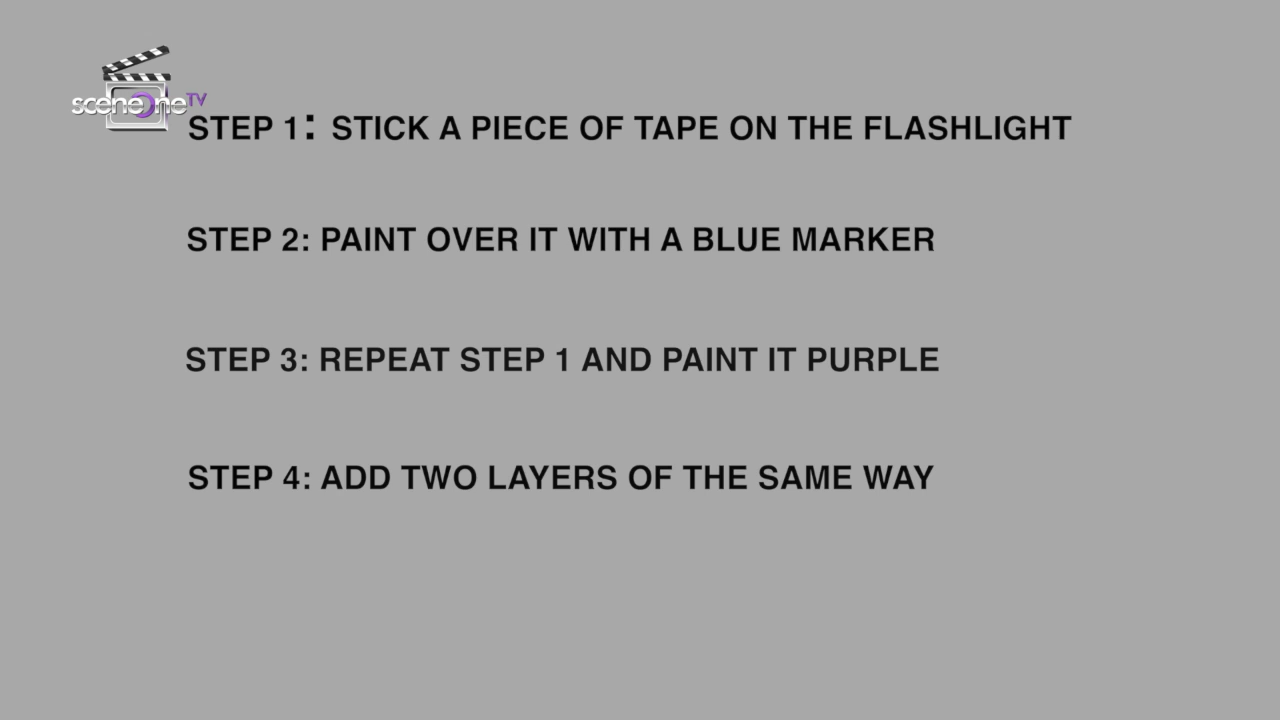 sceneOneTV
STEP 1: STICK A PIECE OF TAPE ON THE FLASHLIGHT
STEP 2: PAINT OVER IT WITH A BLUE MARKER
STEP 3: REPEAT STEP 1 AND PAINT IT PURPLE
STEP 4: ADD TWO LAYERS OF THE SAME WAY